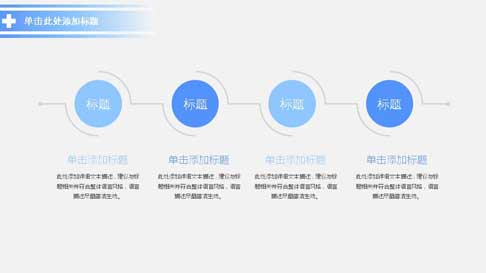 单击此处添加标题
标题 标题 标题 标题
单击添加标题 单击添加标题 单击添加标题 单击添加标题
此处添加详细文本描述，建议与标 此处添加详细文本描述，建议与标 此处添加详细文本描述，建议与标 此处添加详细文本描述，建议与标
题相关并符合整体语言风格，语言 题相关并符合整体语言风格，语言 题相关并符合整体语言风格，语言 题相关并符合整体语言风格，语言
描述尽量简洁生动。 描述尽量简洁生动。 描述尽量简洁生动。 描述尽量简洁生动。